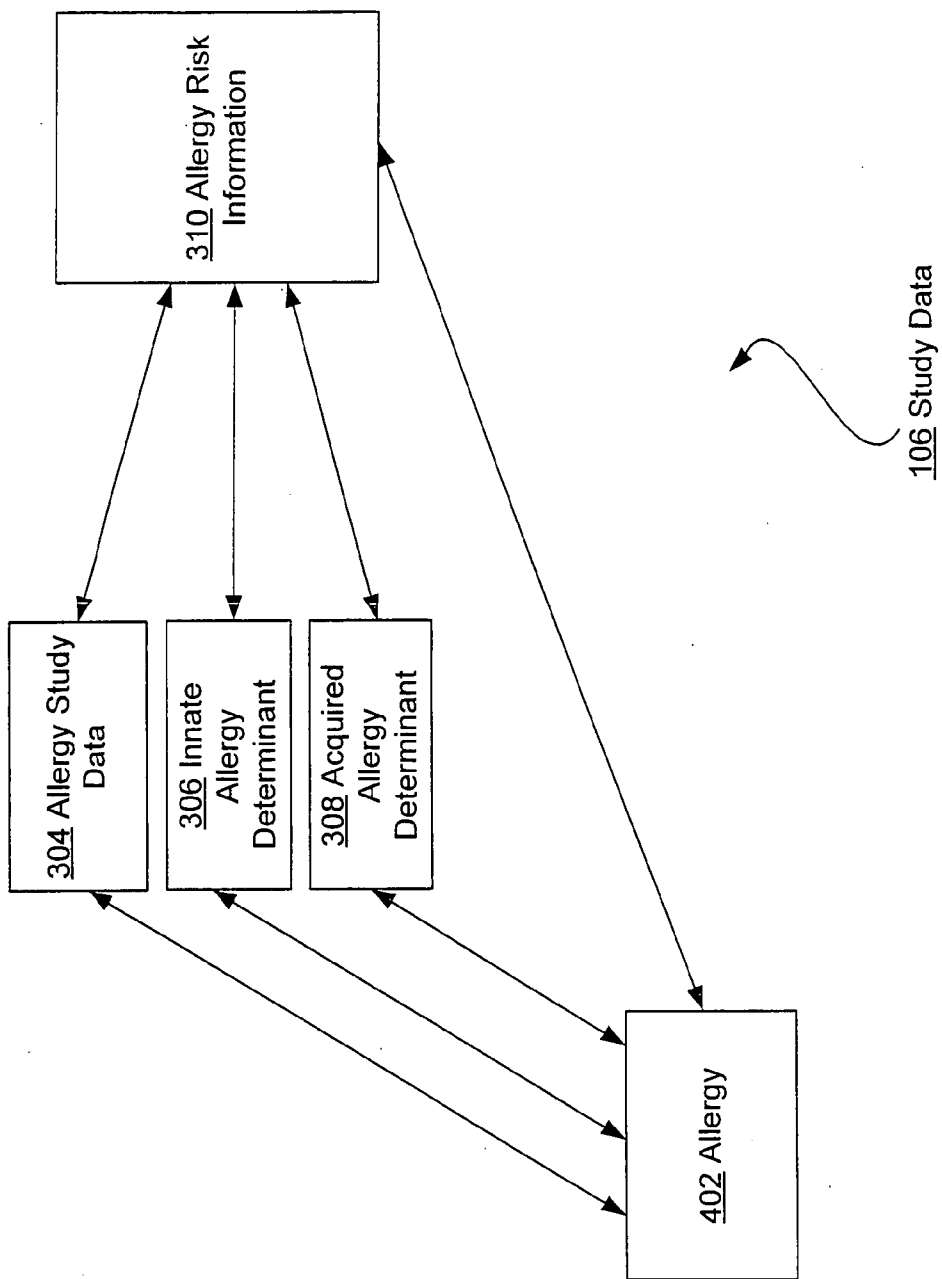 304 Allergy Study
Data
306 Innate
Allergy
Determinant
308 Acquired
Allergy
Determinant
310 Allergy Risk
Information
402 Allergy
106 Study Data